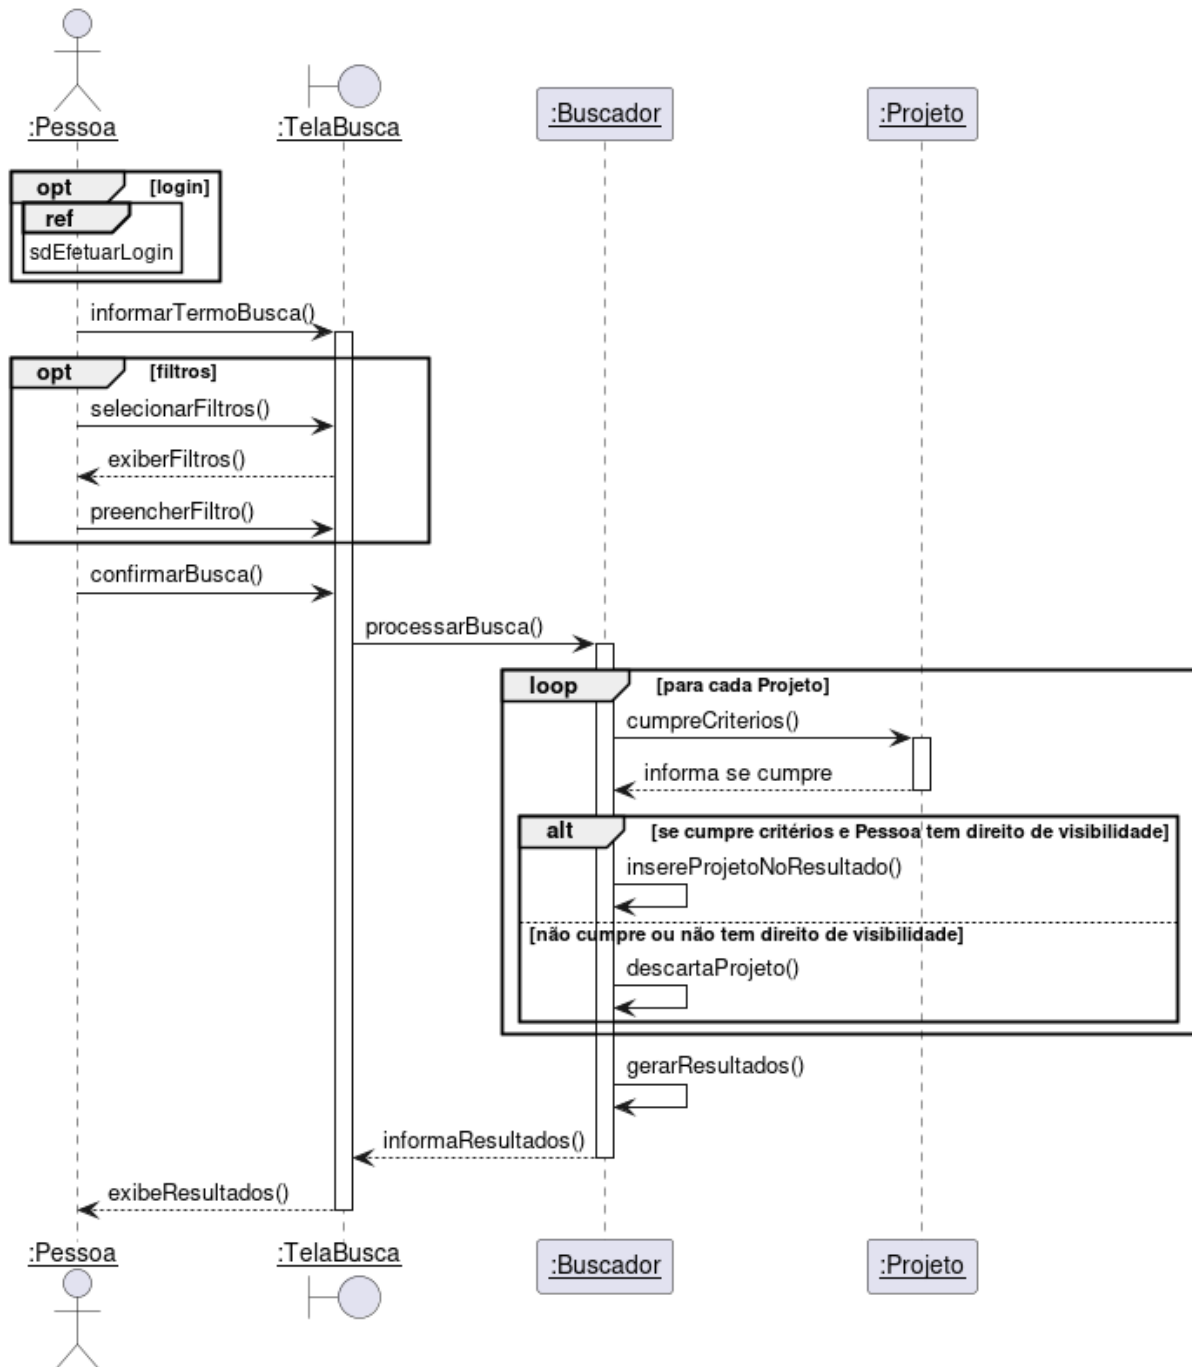 :Pessoa
:TelaBusca
:Buscador
:Projeto
opt [login]
ref
sdEfetuarLogin
informarTermoBusca()
opt [filtros]
selecionarFiltros()
exiberFiltros()
preencherFiltro()
confirmarBusca()
processarBusca()
loop [para cada Projeto]
cumpreCriterios()
informa se cumpre
alt [se cumpre critérios e Pessoa tem direito de visibilidade]
insereProjetoNoResultado()
[não cumpre ou não tem direito de visibilidade]
descartaProjeto()
gerarResultados()
informaResultados()
exibeResultados()
:Pessoa
:TelaBusca
:Buscador
:Projeto